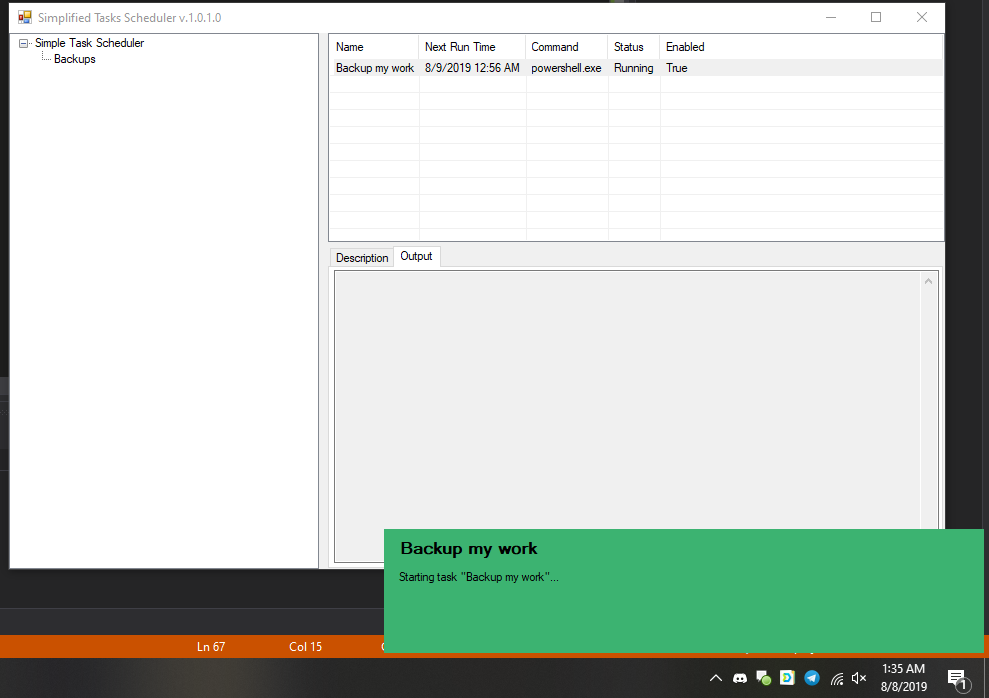 Simplified Tasks Scheduler v.1.0.1.0
Simple Task Scheduler
Backups
Name Next Run Time Command Status Enabled
Backup my work 8/9/2019 12:56 AM powershell.exe Running True
Description Output
Backup my work
Starting task "Backup my work"...
Ln 67 Col 15
1:35 AM
8/8/2019
1